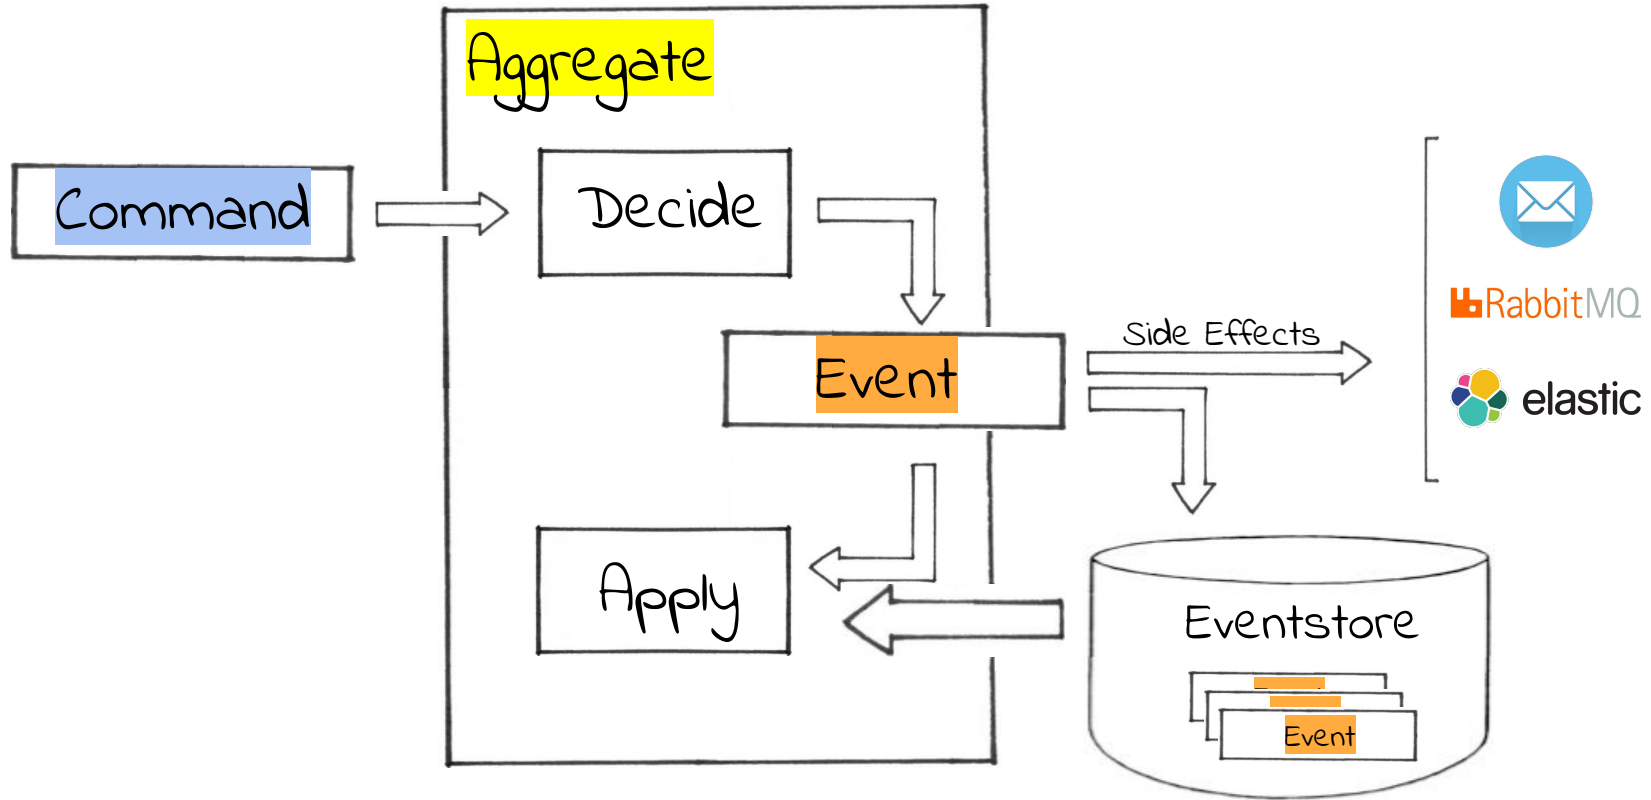 Aggregate
Command
Decide
Event
Side Effects
RabbitMQ
elastic
Apply
Eventstore
Event